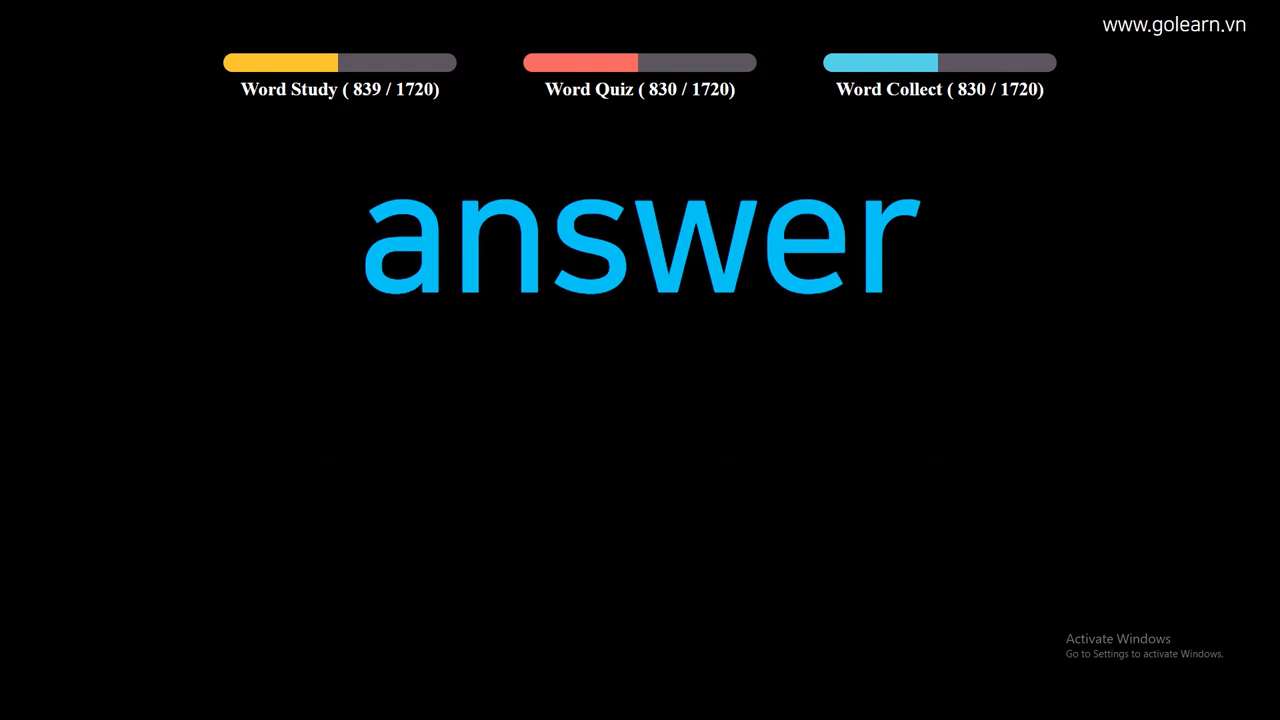 www.golearn.vn
Word Study ( 839 / 1720)
Word Quiz ( 830 / 1720)
Word Collect ( 830 / 1720)
answer
Activate Windows
Go to Settings to activate Windows.